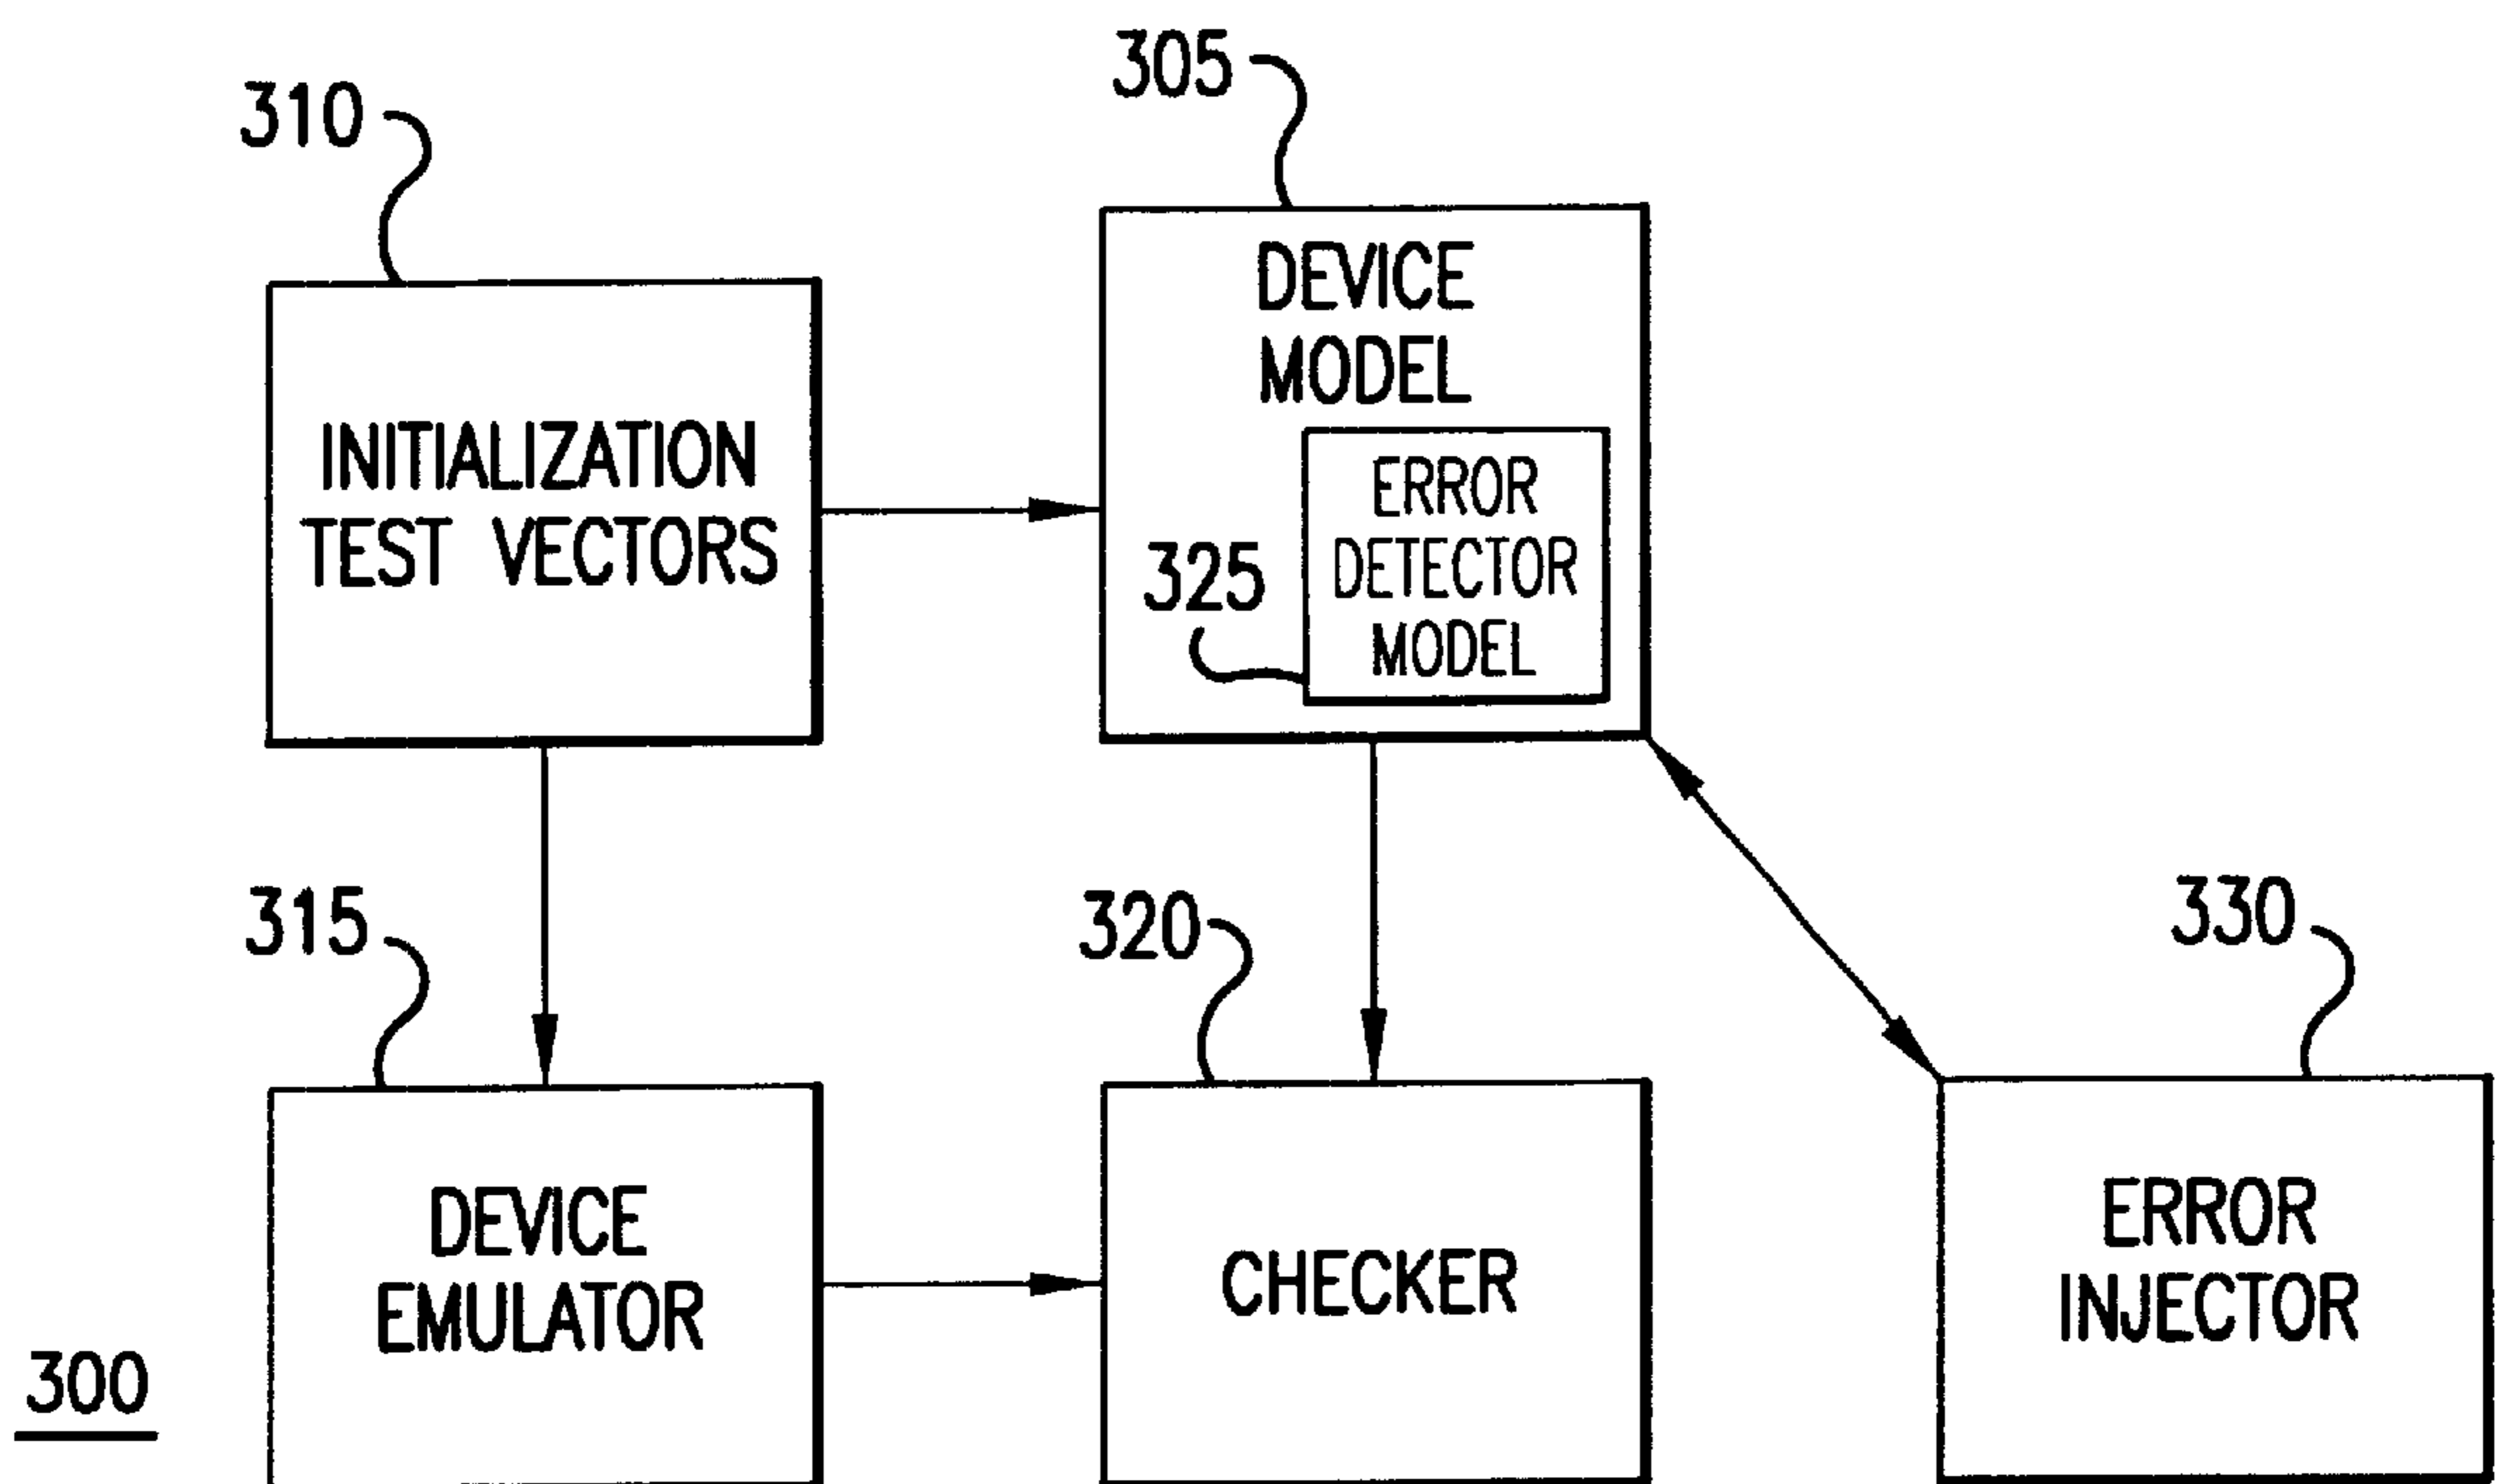 305
310
DEVICE
MODEL
INITIALIZATION
TEST VECTORS
ERROR
DETECTOR
MODEL
325
315
320
330
DEVICE
EMULATOR
CHECKER
ERROR
INJECTOR
300